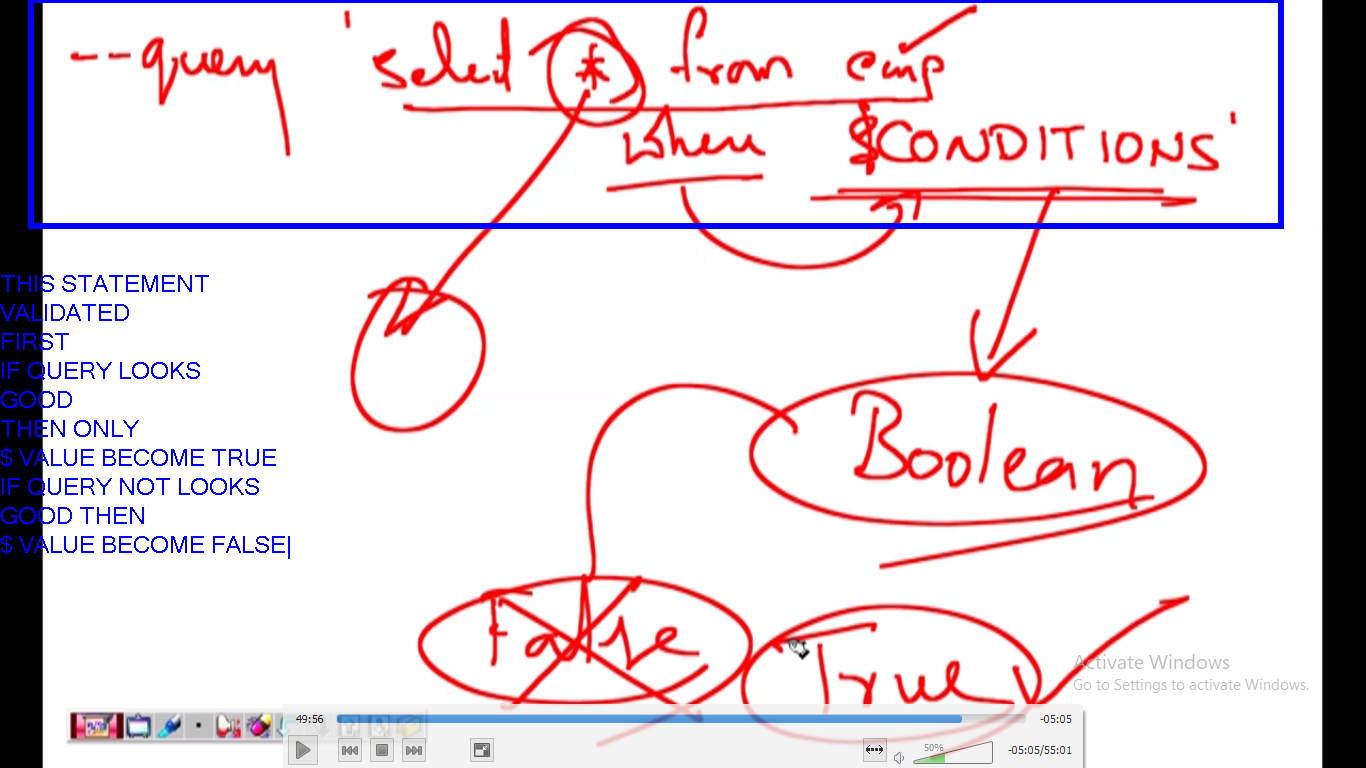 --query 'select * from emp
where $CONDITIONS'
THIS STATEMENT
VALIDATED
FIRST
IF QUERY LOOKS
GOOD
THEN ONLY
$ VALUE BECOME TRUE
IF QUERY NOT LOOKS
GOOD THEN
$ VALUE BECOME FALSE|
Boolean
False
True
Activate Windows
Go to Settings to activate Windows.
49:56
-05:05
50%
-05:05/55:01